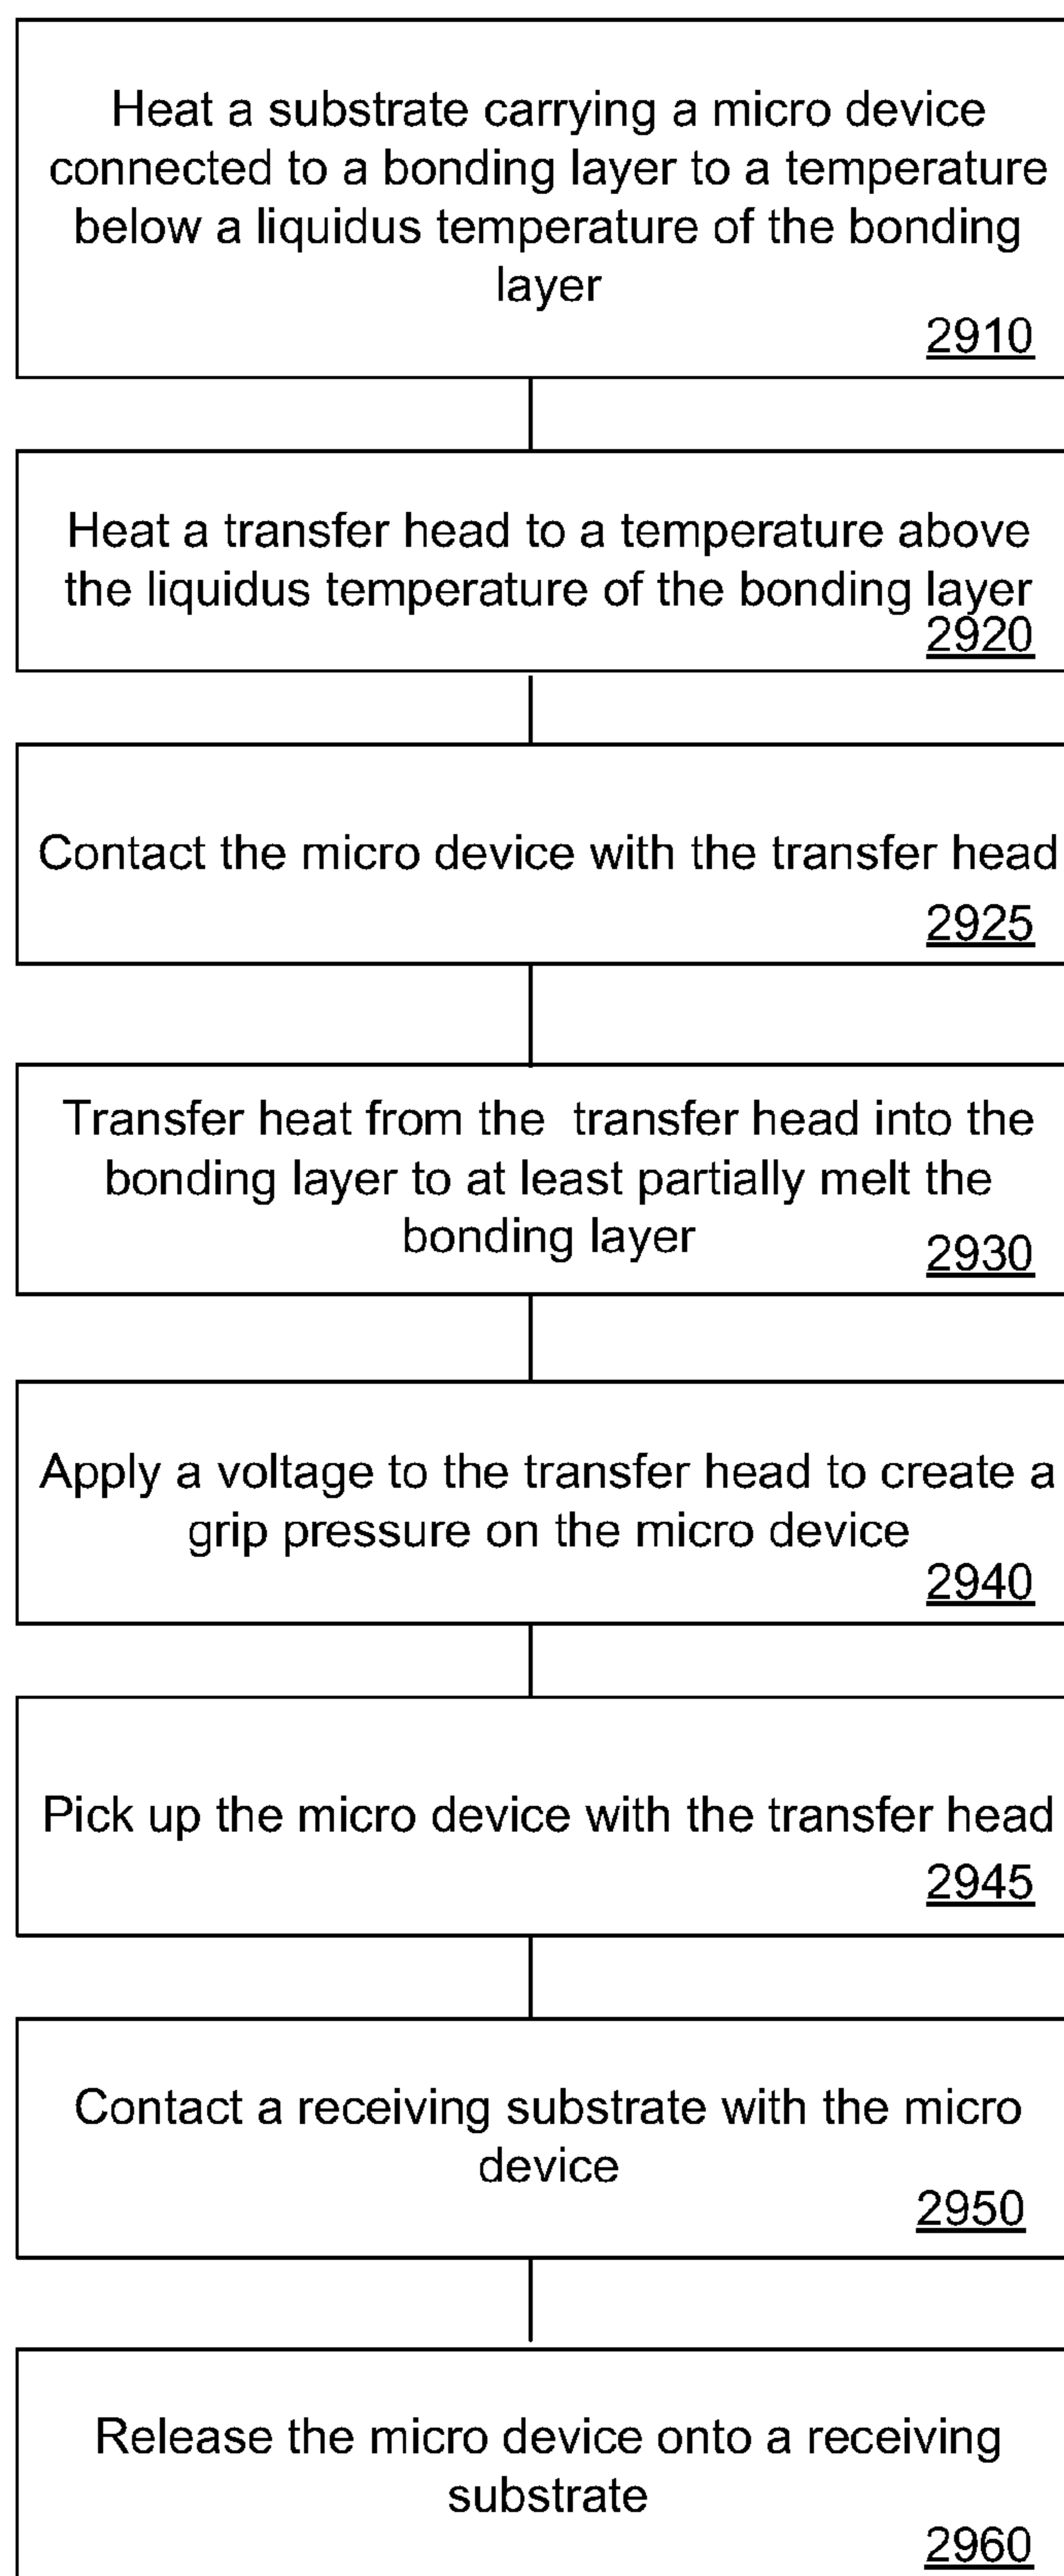 Heat a substrate carrying a micro device
connected to a bonding layer to a temperature
below a liquidus temperature of the bonding
layer
2910
Heat a transfer head to a temperature above
the liquidus temperature of the bonding layer
2920
Contact the micro device with the transfer head
2925
Transfer heat from the transfer head into the
bonding layer to at least partially melt the
bonding layer
2930
Apply a voltage to the transfer head to create a
grip pressure on the micro device
2940
Pick up the micro device with the transfer head
2945
Contact a receiving substrate with the micro
device
2950
Release the micro device onto a receiving
substrate
2960